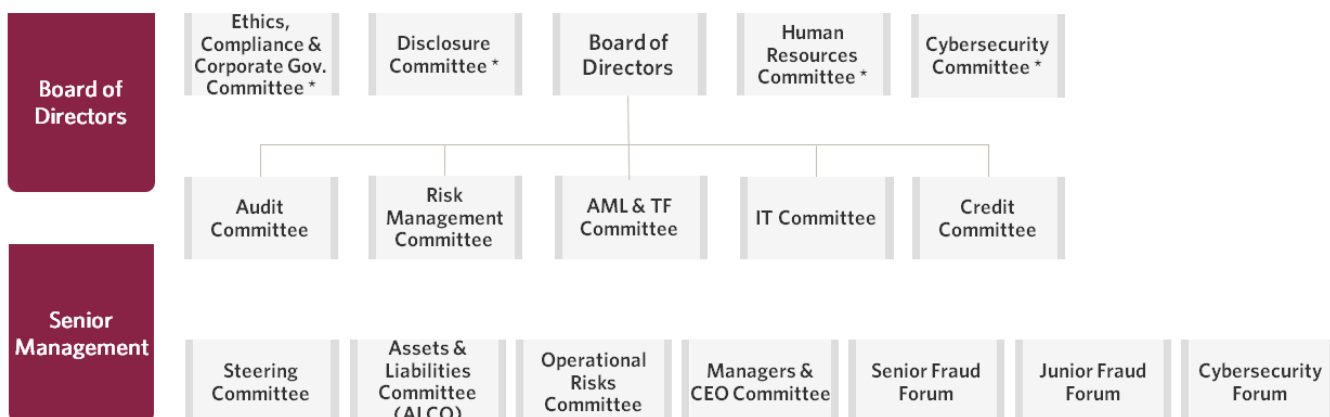 Board of
Directors
Ethics,
Compliance &
Corporate Gov.
Committee *
Disclosure
Committee *
Board of
Directors
Human
Resources
Committee *
Cybersecurity
Committee *
Audit
Committee
Risk
Management
Committee
AML & TF
Committee
IT Committee
Credit
Committee
Senior
Management
Steering
Committee
Assets &
Liabilities
Committee
(ALCO)
Operational
Risks
Committee
Managers &
CEO Committee
Senior Fraud
Forum
Junior Fraud
Forum
Cybersecurity
Forum